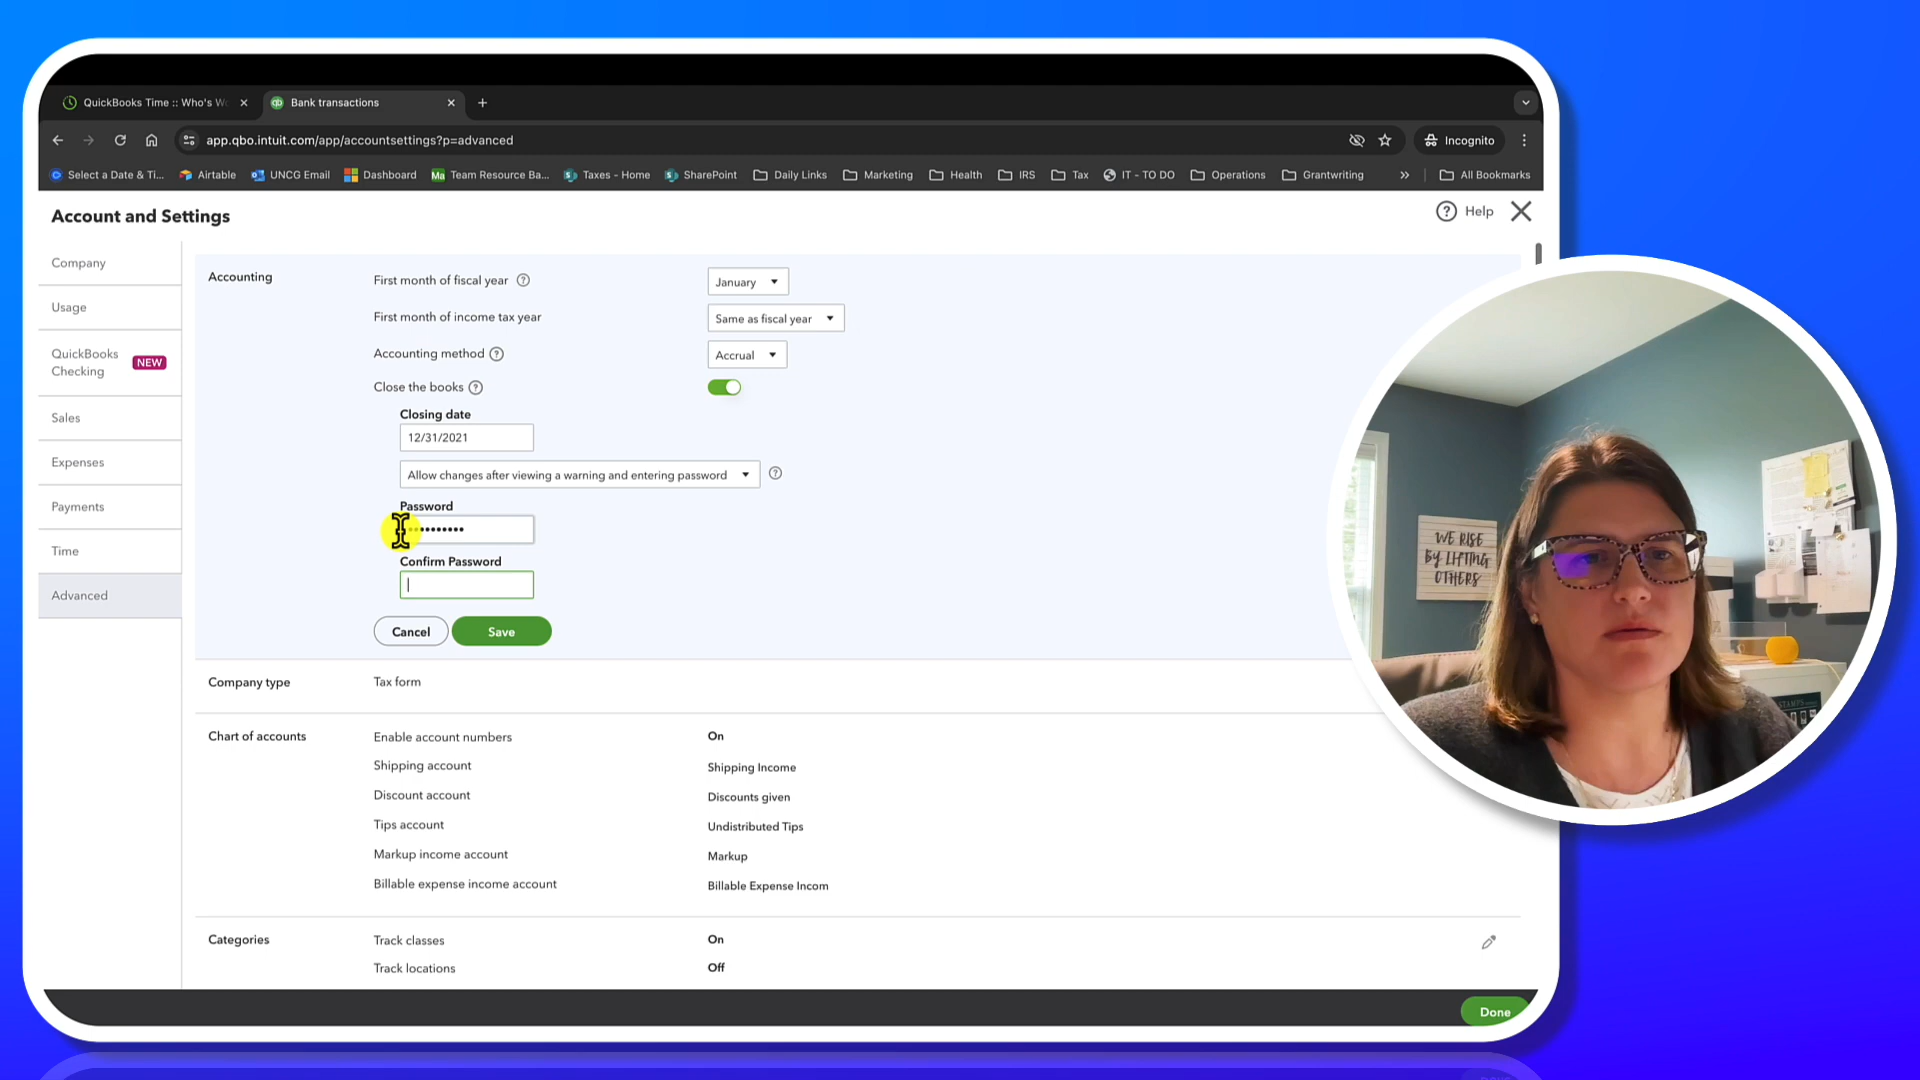 QuickBooks Time :: Who's W
Bank transactions
app.qbo.intuit.com/app/accountsettings?p=advanced
Incognito
Select a Date & Ti...
Airtable
UNCG Email
Dashboard
Team Resource Ba...
Taxes - Home
SharePoint
Daily Links
Marketing
Health
IRS
Tax
IT - TO DO
Operations
Grantwriting
All Bookmarks
Account and Settings
Help
Company
Usage
QuickBooks
Checking
NEW
Sales
Expenses
Payments
Time
Advanced
Accounting
First month of fiscal year
January
First month of income tax year
Same as fiscal year
Accounting method
Accrual
Close the books
Closing date
12/31/2021
Allow changes after viewing a warning and entering password
Password
Confirm Password
Cancel
Save
Company type
Tax form
Chart of accounts
Enable account numbers
On
Shipping account
Shipping Income
Discount account
Discounts given
Tips account
Undistributed Tips
Markup income account
Markup
Billable expense income account
Billable Expense Incom
Categories
Track classes
On
Track locations
Off
Done
WE RISE
BY LIFTING
OTHERS